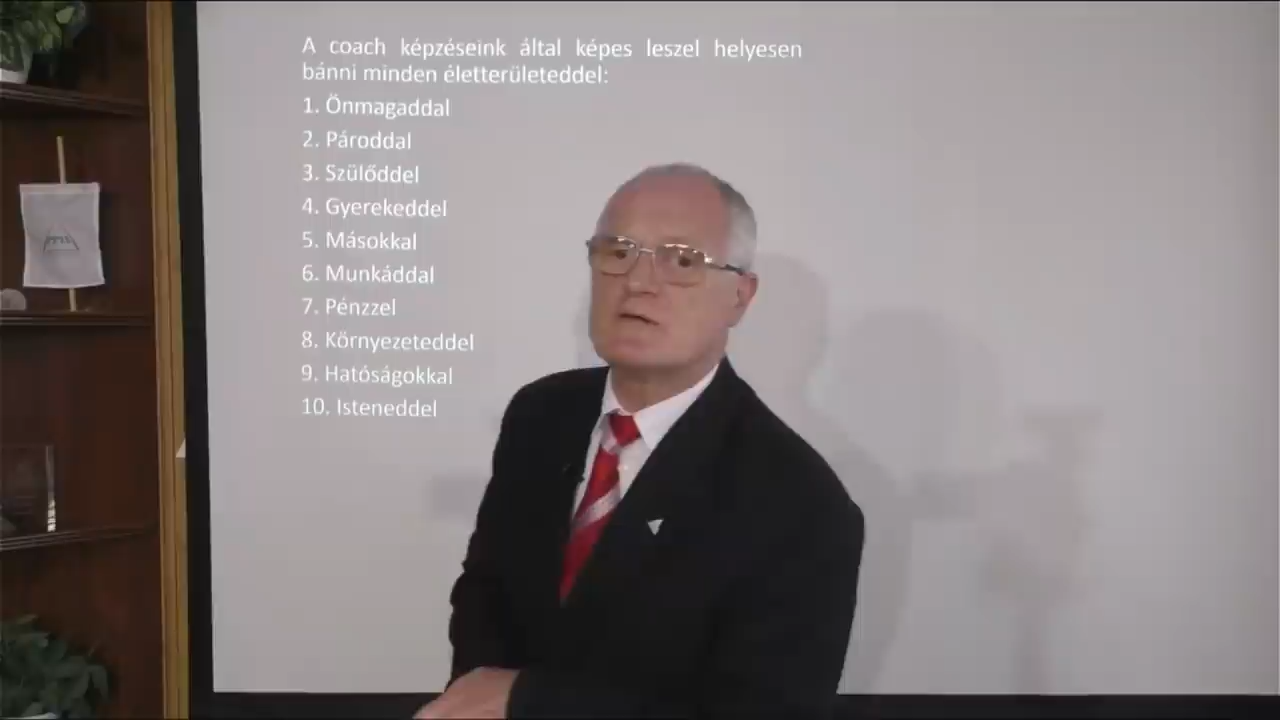 A coach képzéseink által képes leszel helyesen
bánni minden életterületeddel:
1. Önmagaddal
2. Pároddal
3. Szülőddel
4. Gyerekeddel
5. Másokkal
6. Munkáddal
7. Pénzzel
8. Környezeteddel
9. Hatóságokkal
10. Isteneddel